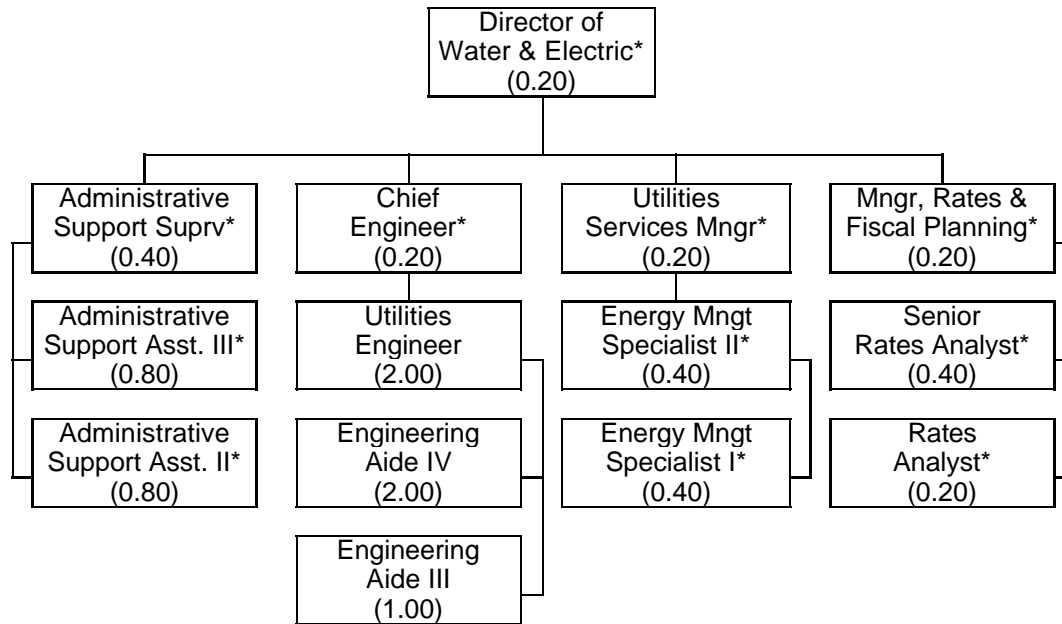 Director of
Water & Electric*
(0.20)
Administrative
Support Suprv*
(0.40)
Chief
Engineer*
(0.20)
Utilities
Services Mngr*
(0.20)
Mngr, Rates &
Fiscal Planning*
(0.20)
Administrative
Support Asst. III*
(0.80)
Utilities
Engineer
(2.00)
Energy Mngt
Specialist II*
(0.40)
Senior
Rates Analyst*
(0.40)
Administrative
Support Asst. II*
(0.80)
Engineering
Aide IV
(2.00)
Energy Mngt
Specialist I*
(0.40)
Rates
Analyst*
(0.20)
Engineering
Aide III
(1.00)